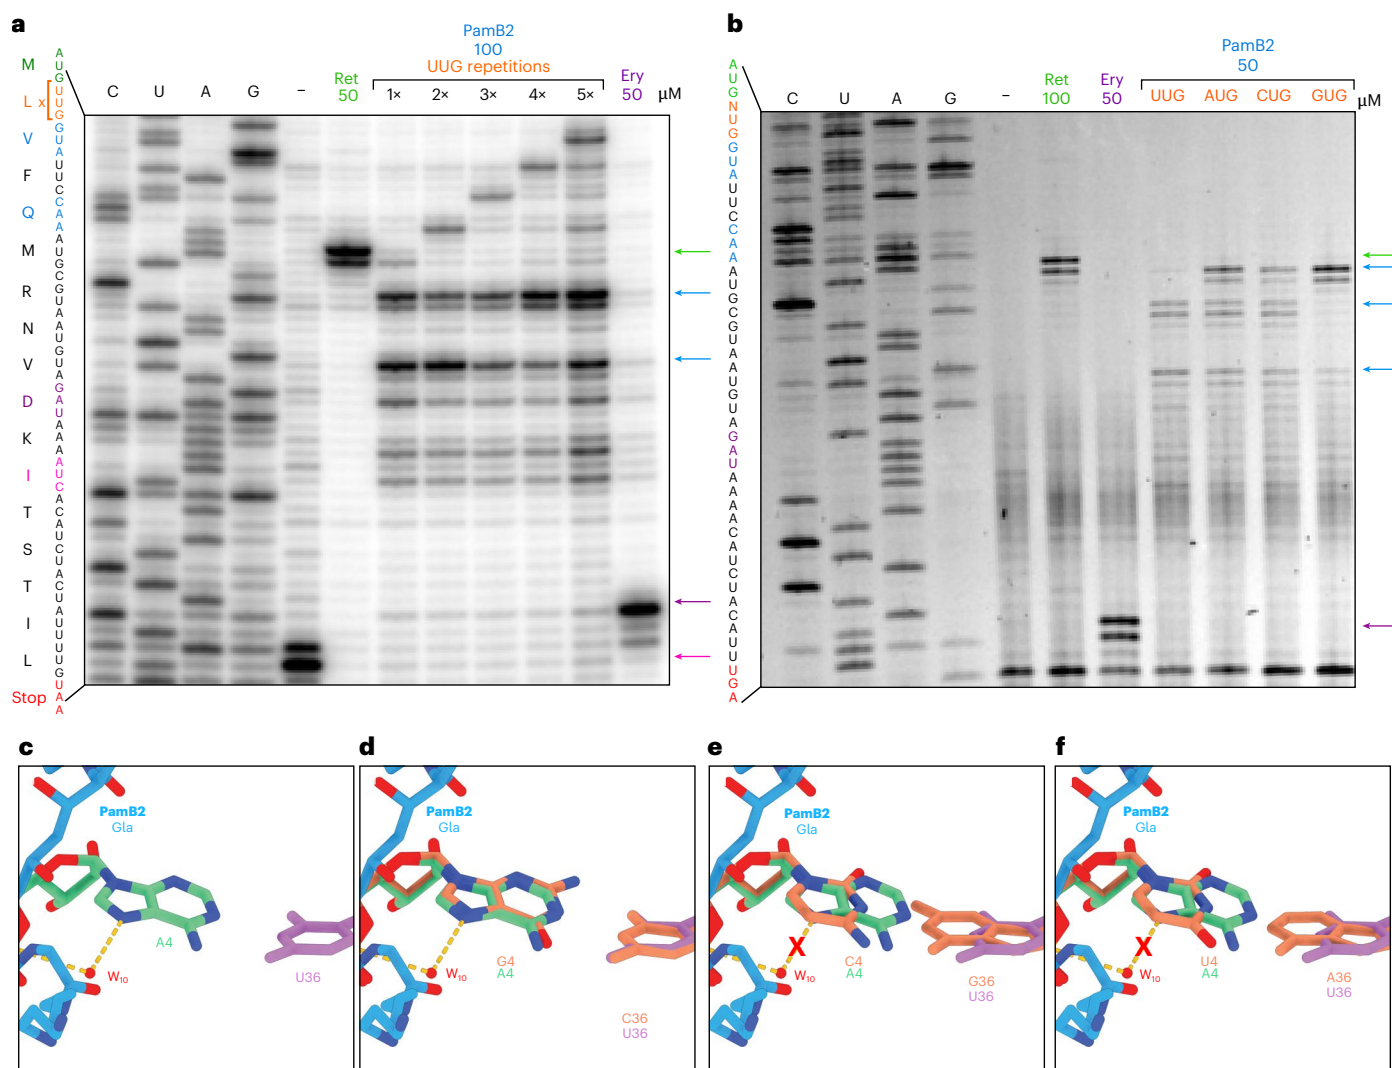 a
M
L x
V
F
Q
M
R
N
V
D
K
I
T
S
T
I
L
Stop
AUGUUGGUAUUCCAAAUGCGUAAUGUAGAUAAAAUCACAUCUACUAUUUUGUAA
C U A G –
Ret
50
PamB2
100
UUG repetitions
1× 2× 3× 4× 5×
Ery
50
μM
b
AUGNUGGUAUUCCAAAUGCGUAAUGUAGAUAAAACAUCUACAUUUGA
C U A G –
Ret
100
Ery
50
PamB2
50
UUG AUG CUG GUG
μM
c
PamB2
Gla
A4
W10
U36
d
PamB2
Gla
G4
A4
W10
C36
U36
e
PamB2
Gla
X
W10
C4
A4
G36
U36
f
PamB2
Gla
X
W10
U4
A4
A36
U36